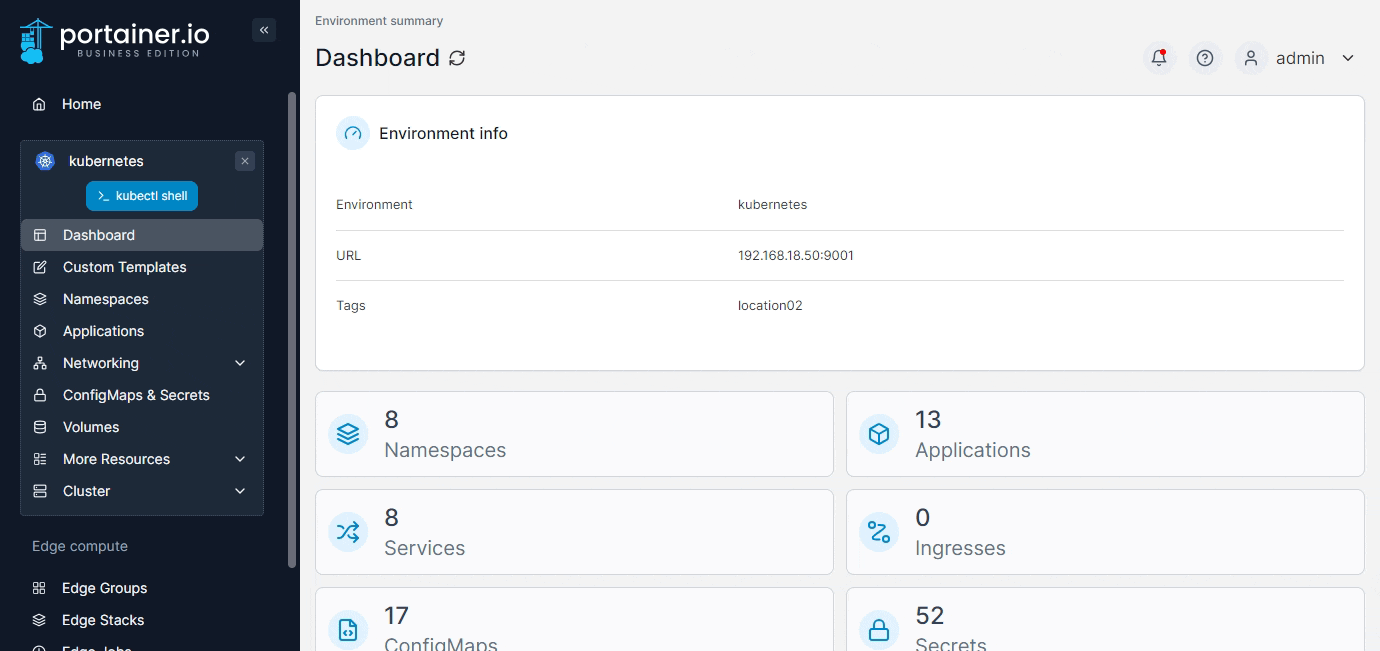 portainer.io
BUSINESS EDITION
Home
kubernetes
>_ kubectl shell
Dashboard
Custom Templates
Namespaces
Applications
Networking
ConfigMaps & Secrets
Volumes
More Resources
Cluster
Edge compute
Edge Groups
Edge Stacks
Edge Jobs
Environment summary
Dashboard
admin
Environment info
Environment kubernetes
URL 192.168.18.50:9001
Tags location02
8
Namespaces
13
Applications
8
Services
0
Ingresses
17
ConfigMaps
52
Secrets